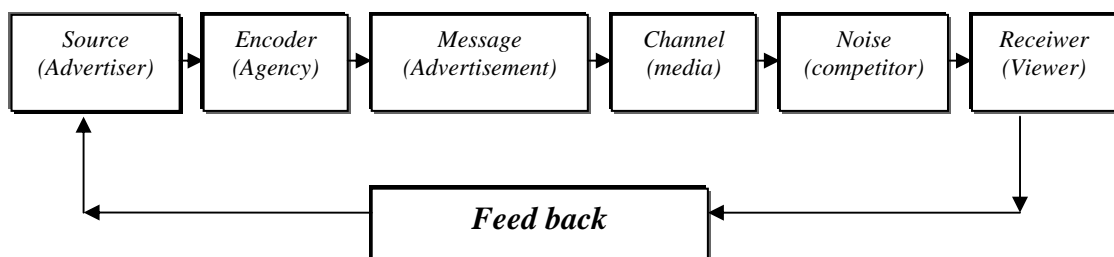 Source
(Advertiser)
Encoder
(Agency)
Message
(Advertisement)
Channel
(media)
Noise
(competitor)
Receiwer
(Viewer)
Feed back